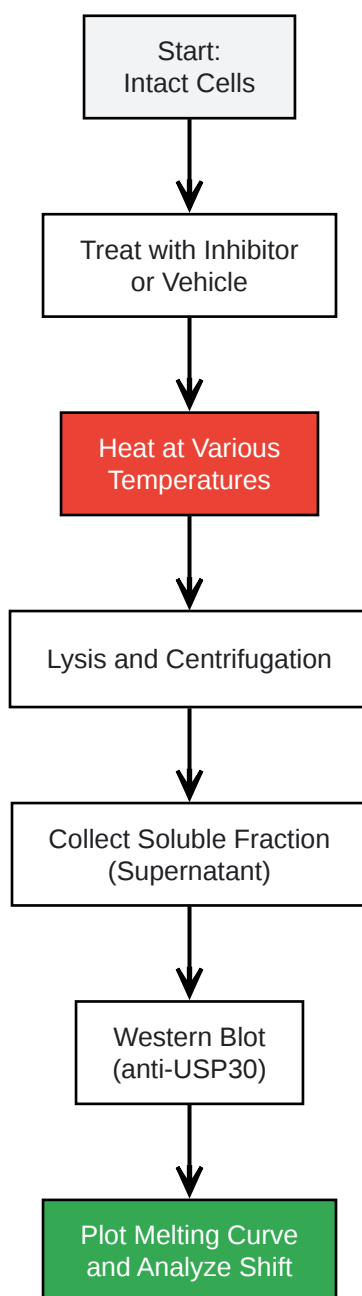 Start:
Intact Cells
Treat with Inhibitor
or Vehicle
Heat at Various
Temperatures
Lysis and Centrifugation
Collect Soluble Fraction
(Supernatant)
Western Blot
(anti-USP30)
Plot Melting Curve
and Analyze Shift